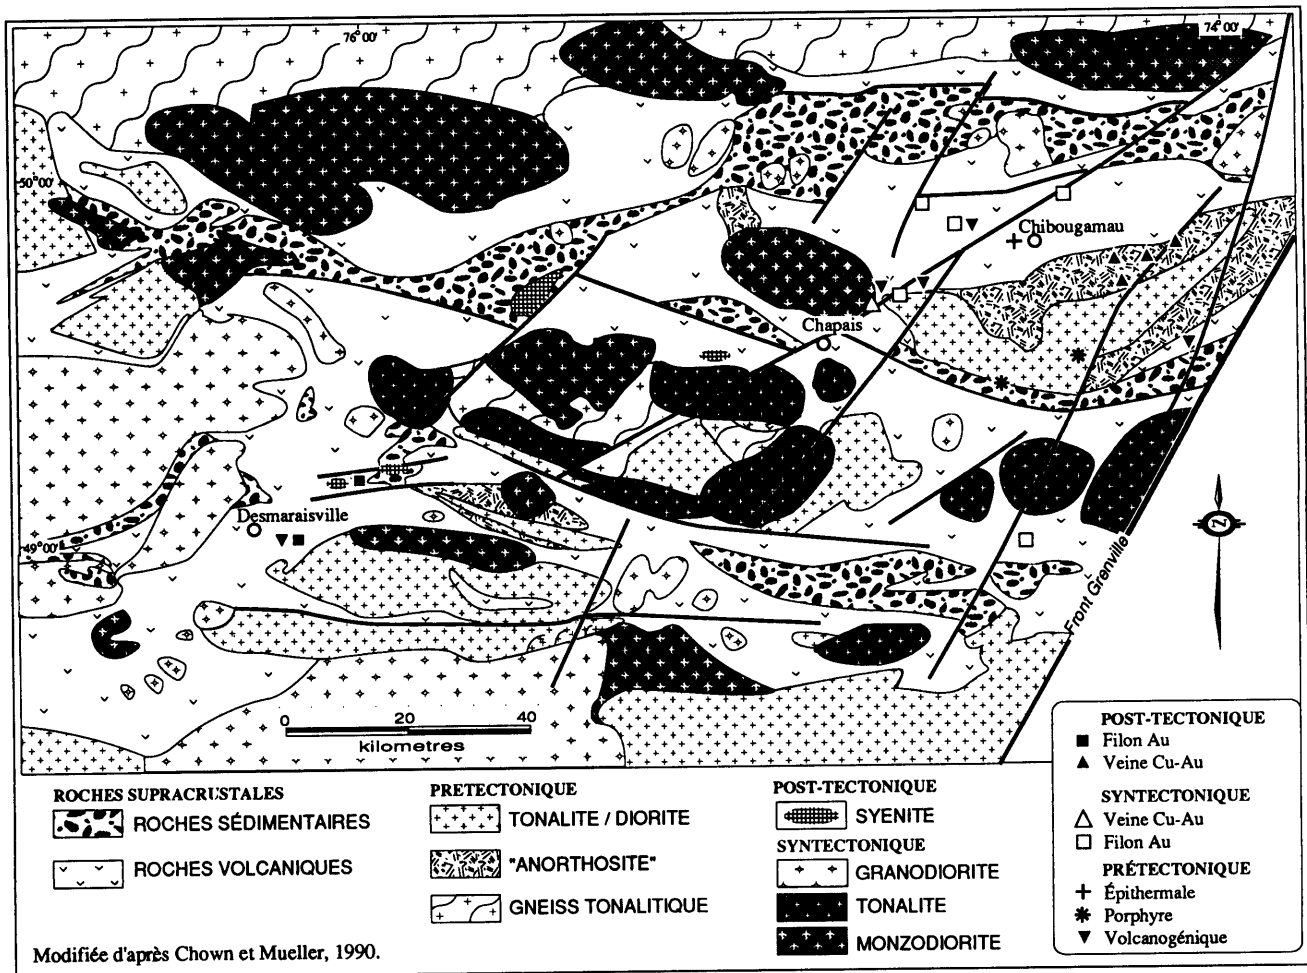 76°00'
74°00'
50°00'
Chibougamau
Chapais
Desmaraisville
49°00'
Front Grenville
N
0 20 40
kilometres
ROCHES SUPRACRUSTALES
ROCHES SÉDIMENTAIRES
ROCHES VOLCANIQUES
PRETECTONIQUE
TONALITE / DIORITE
"ANORTHOSITE"
GNEISS TONALITIQUE
POST-TECTONIQUE
SYENITE
SYNTECTONIQUE
GRANODIORITE
TONALITE
MONZODIORITE
POST-TECTONIQUE
Filon Au
Veine Cu-Au
SYNTECTONIQUE
Veine Cu-Au
Filon Au
PRÉTECTONIQUE
Épithermale
Porphyre
Volcanogénique
Modifiée d'après Chown et Mueller, 1990.